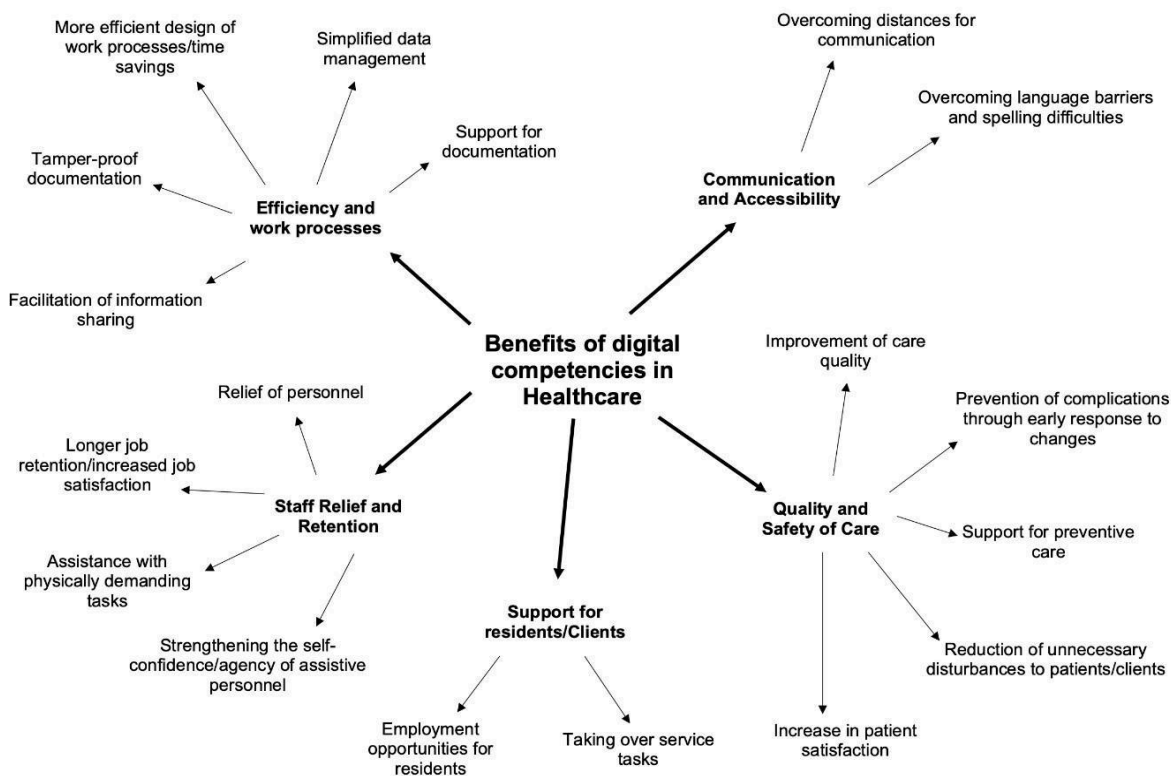 Benefits of digital
competencies in
Healthcare
Efficiency and
work processes
More efficient design of
work processes/time
savings
Simplified data
management
Support for
documentation
Tamper-proof
documentation
Facilitation of information
sharing
Communication
and Accessibility
Overcoming distances for
communication
Overcoming language barriers
and spelling difficulties
Staff Relief and
Retention
Relief of personnel
Longer job
retention/increased job
satisfaction
Assistance with
physically demanding
tasks
Strengthening the self-
confidence/agency of assistive
personnel
Support for
residents/Clients
Employment
opportunities for
residents
Taking over service
tasks
Quality and
Safety of Care
Improvement of care
quality
Prevention of complications
through early response to
changes
Support for preventive
care
Reduction of unnecessary
disturbances to patients/clients
Increase in patient
satisfaction